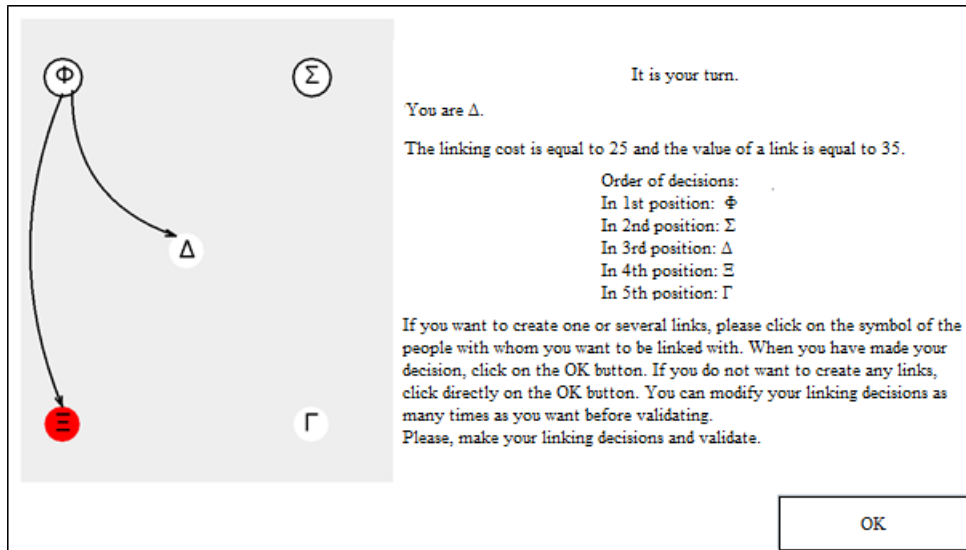 Φ
Σ
Δ
Ξ
Γ
It is your turn.
You are Δ.
The linking cost is equal to 25 and the value of a link is equal to 35.
Order of decisions:
In 1st position: Φ
In 2nd position: Σ
In 3rd position: Δ
In 4th position: Ξ
In 5th position: Γ
If you want to create one or several links, please click on the symbol of the
people with whom you want to be linked with. When you have made your
decision, click on the OK button. If you do not want to create any links,
click directly on the OK button. You can modify your linking decisions as
many times as you want before validating.
Please, make your linking decisions and validate.
OK